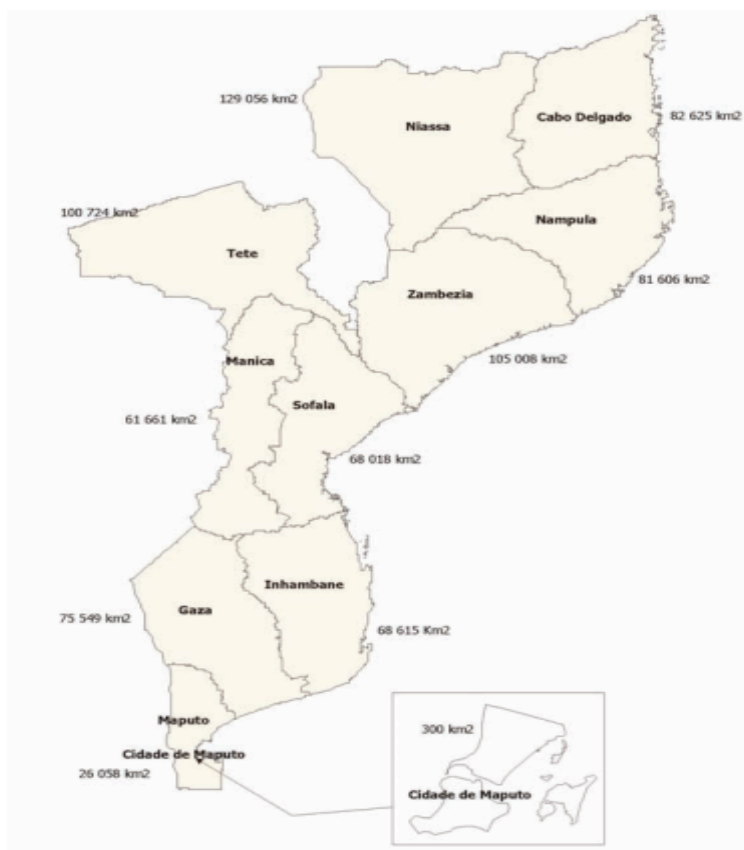 129 056 km2
Niassa
Cabo Delgado
82 625 km2
100 724 km2
Nampula
Tete
81 606 km2
Zambezia
105 008 km2
Manica
Sofala
61 661 km2
68 018 km2
Inhambane
Gaza
75 549 km2
68 615 Km2
Maputo
300 km2
Cidade de Maputo
26 058 km2
Cidade de Maputo